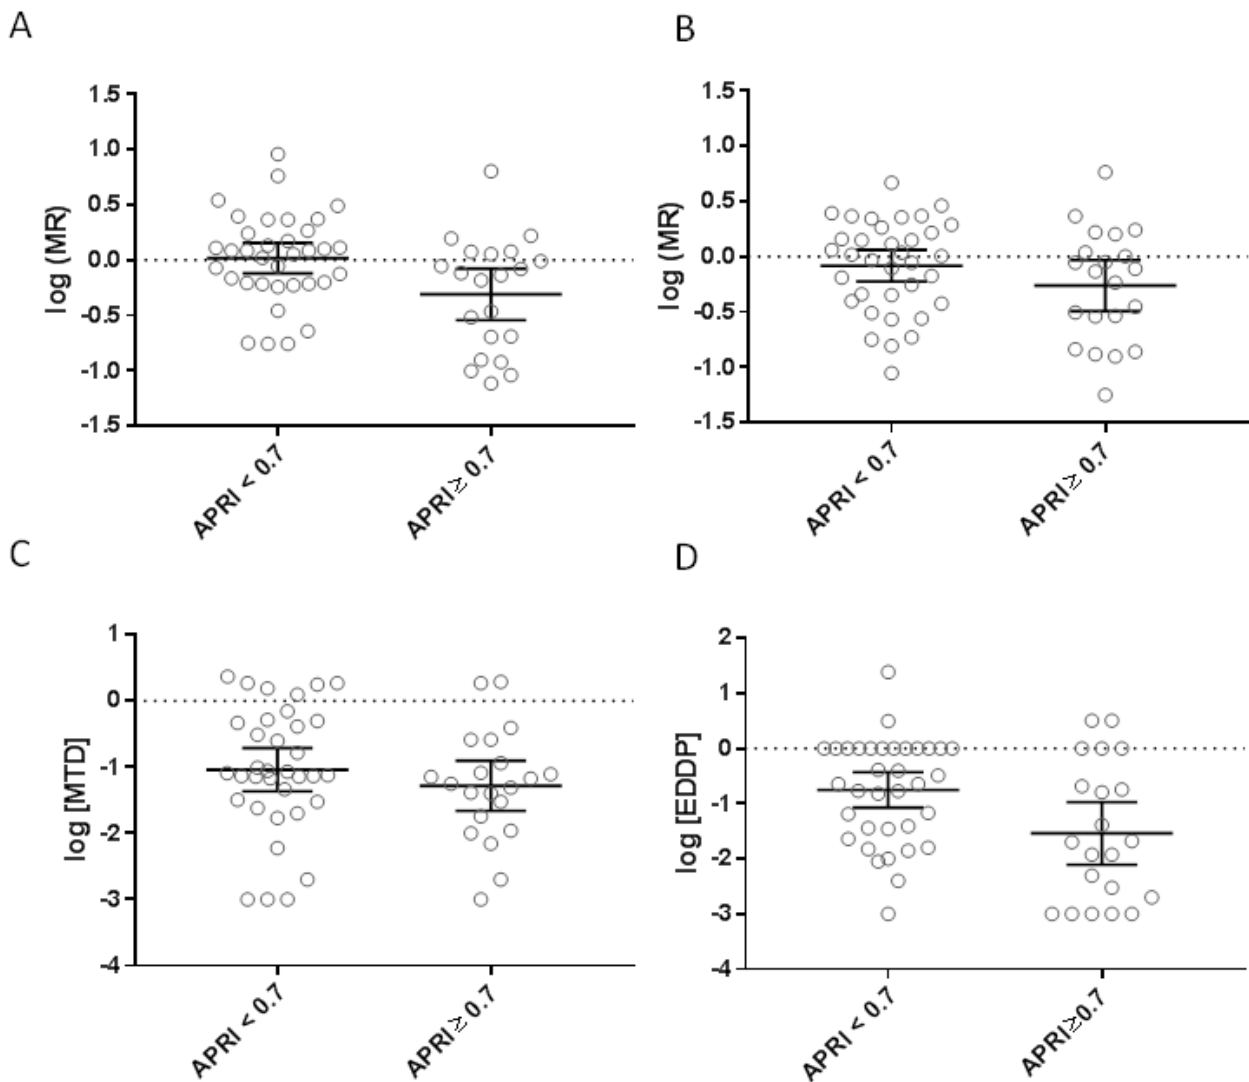 A
B
log (MR)
1.5
1.0
0.5
0.0
-0.5
-1.0
-1.5
APRI < 0.7
APRI ≥ 0.7
log (MR)
1.5
1.0
0.5
0.0
-0.5
-1.0
-1.5
APRI < 0.7
APRI ≥ 0.7
C
D
log [MTD]
1
0
-1
-2
-3
-4
APRI < 0.7
APRI ≥ 0.7
log [EDDP]
2
1
0
-1
-2
-3
-4
APRI < 0.7
APRI≥0.7